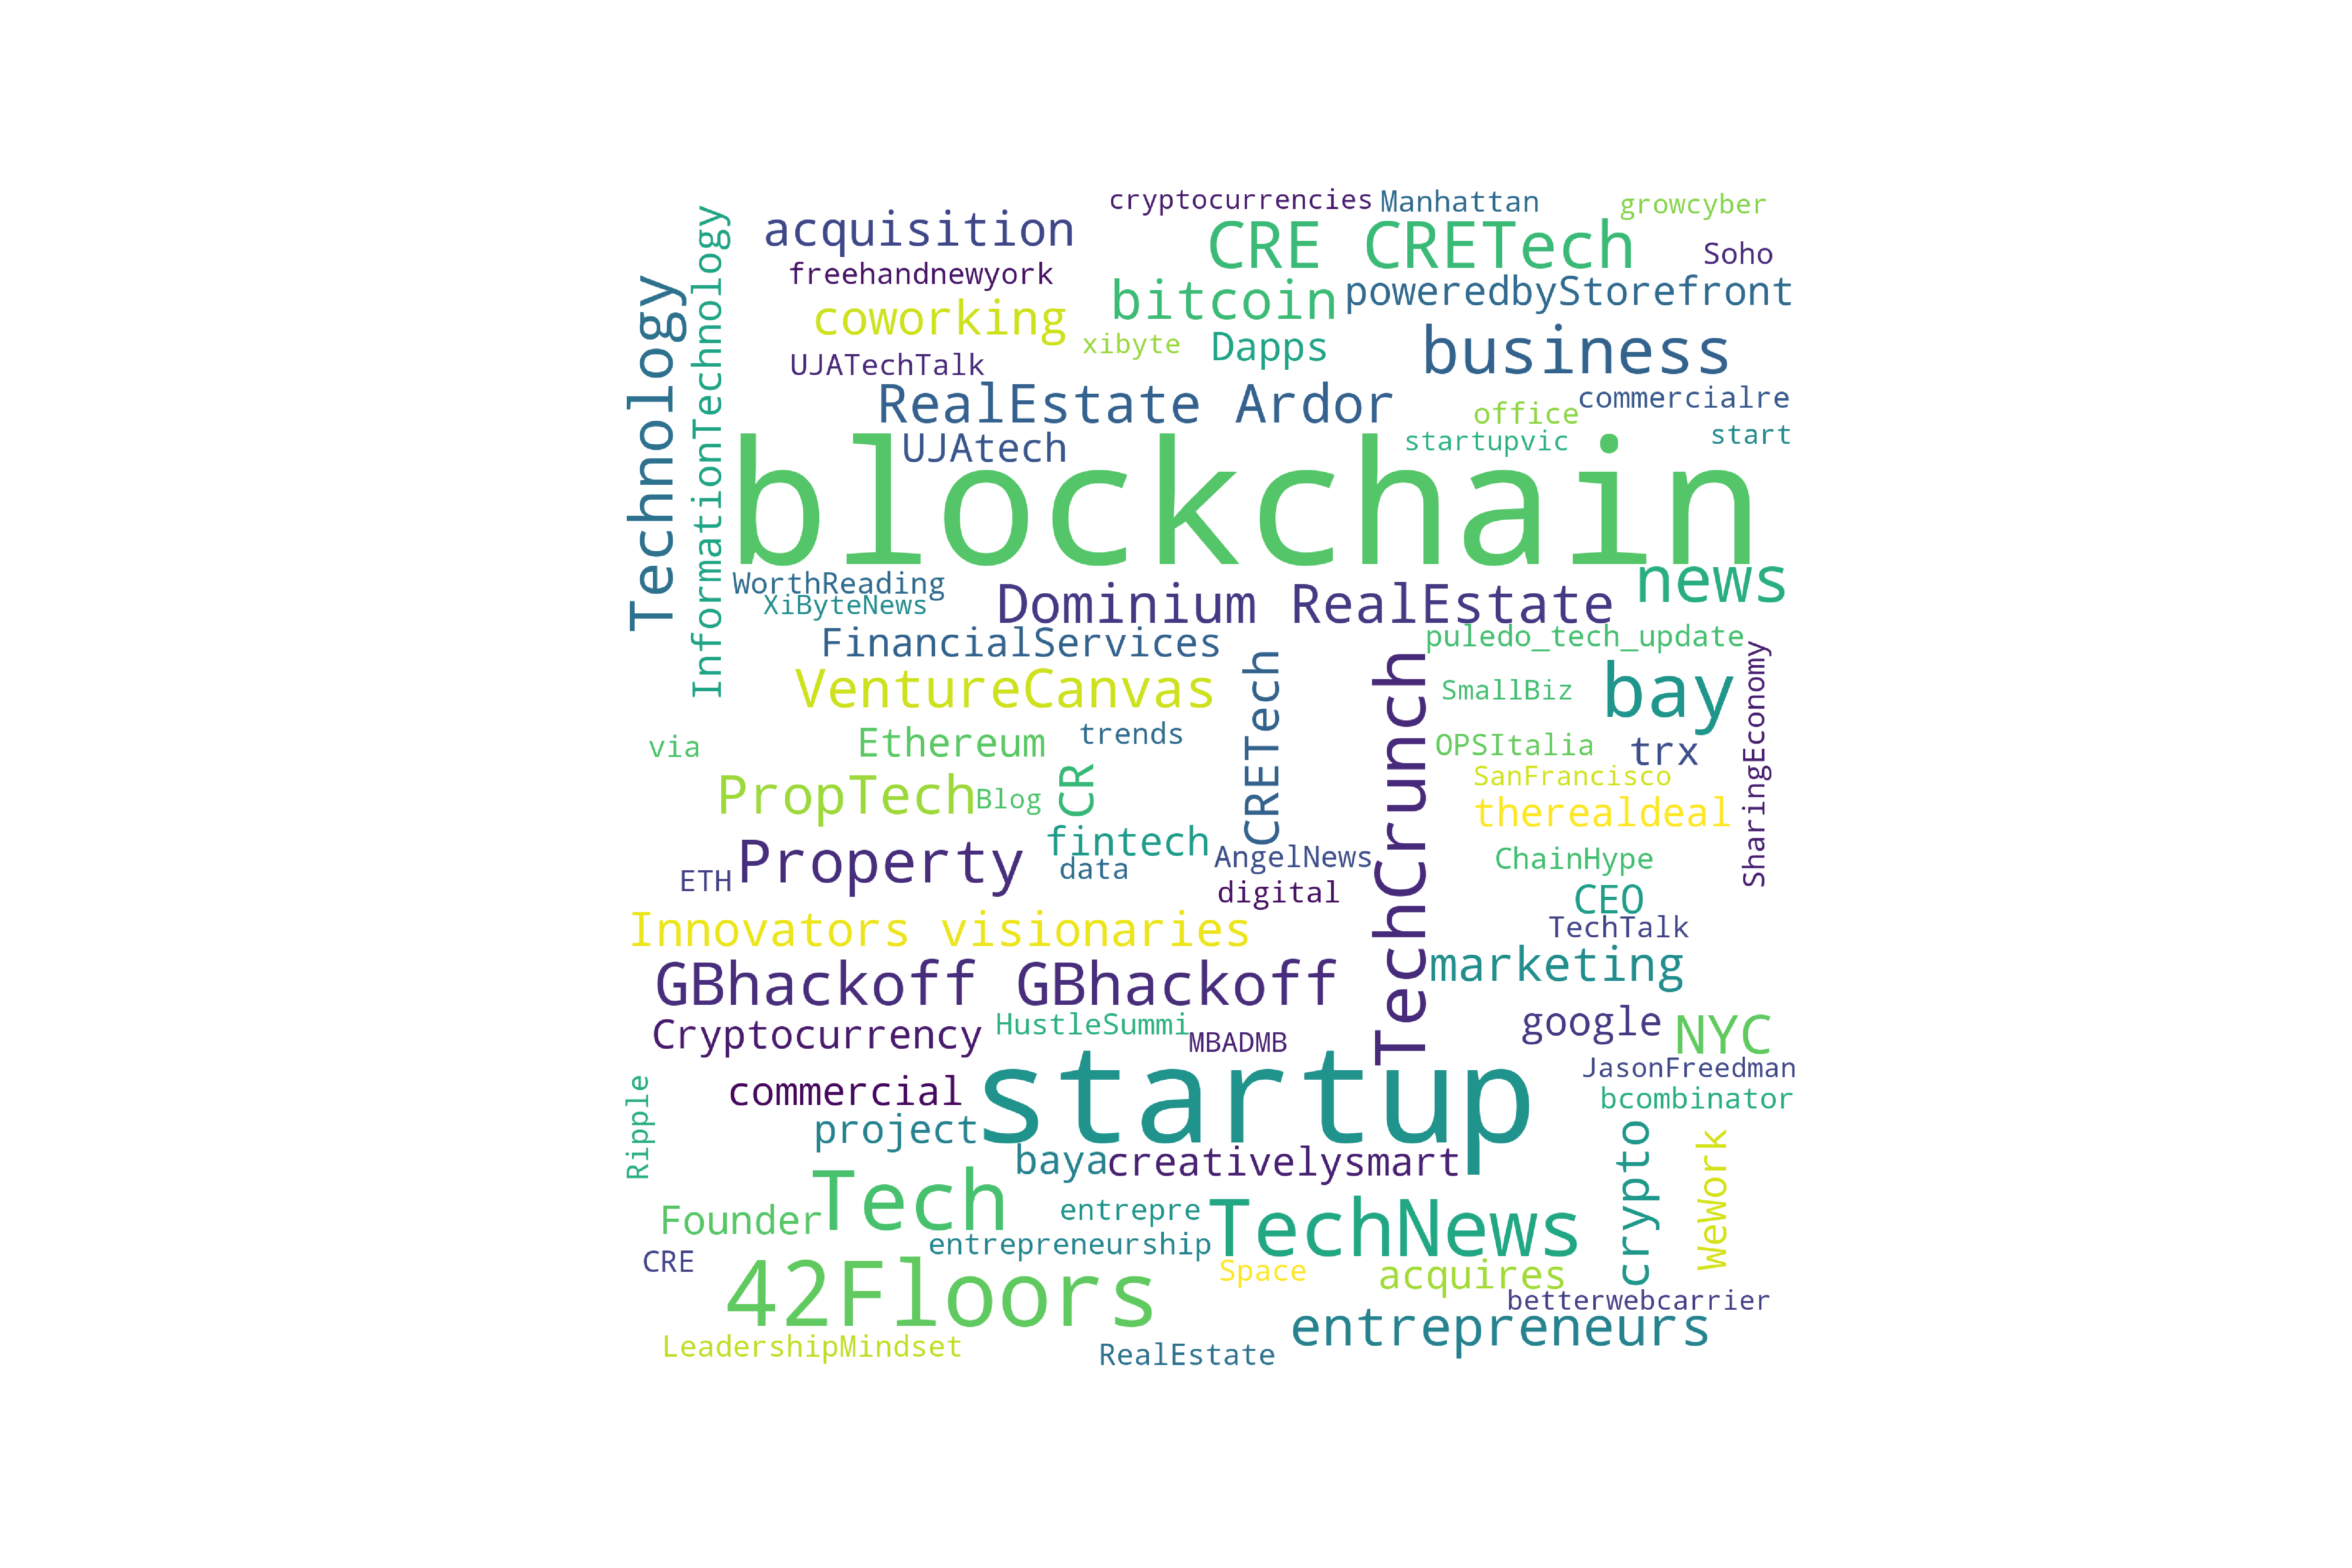 cryptocurrencies
Manhattan
growcyber
acquisition
CRE CRETech
Soho
freehandnewyork
bitcoin
poweredbyStorefront
coworking
xibyte
Dapps
business
UJATechTalk
Technology
InformationTechnology
RealEstate Ardor
office
commercialre
UJAtech
startupvic
start
blockchain
WorthReading
XiByteNews
Dominium RealEstate
news
FinancialServices
puledo_tech_update
VentureCanvas
CRETech
TechCrunch
SmallBiz
bay
SharingEconomy
via
Ethereum
trends
OPSItalia
trx
PropTech
Blog
CR
SanFrancisco
therealdeal
Property
fintech
data
AngelNews
ChainHype
ETH
digital
CEO
Innovators visionaries
TechTalk
GBhackoff GBhackoff
marketing
Cryptocurrency
HustleSummi
MBADMB
google
NYC
JasonFreedman
Ripple
commercial
startup
bcombinator
project
baya
creativelysmart
crypto
WeWork
Tech
Founder
entrepre
TechNews
entrepreneurship
CRE
42Floors
Space
acquires
betterwebcarrier
entrepreneurs
LeadershipMindset
RealEstate